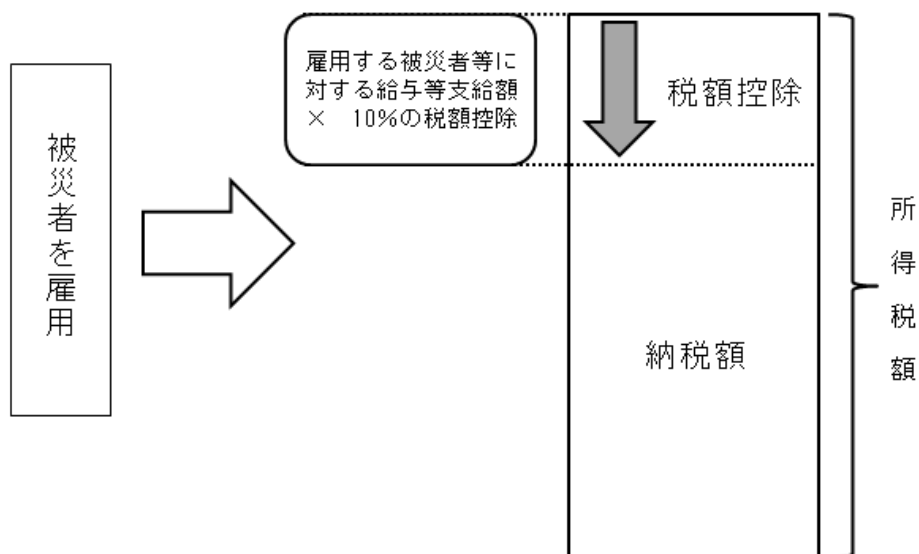 被災者を雇用
雇用する被災者等に
対する給与等支給額
× 10%の税額控除
税額控除
納税額
所得税額